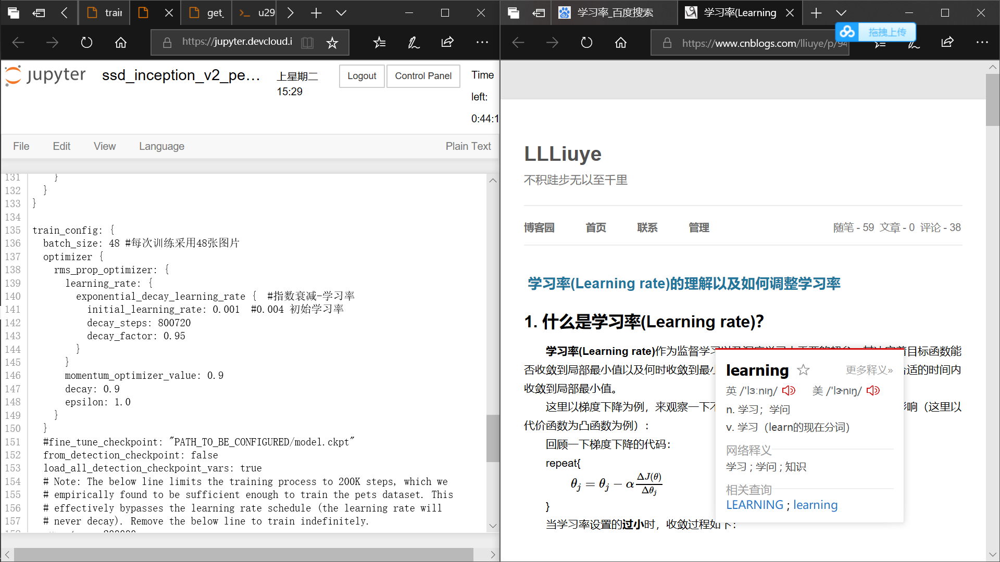 traii
get_
u29
https://jupyter.devcloud.i
jupyter
ssd_inception_v2_pe…
上星期二
15:29
Logout
Control Panel
Time
left:
0:44:1
File
Edit
View
Language
Plain Text
131 }
132 }
133 }
134
135 train_config: {
136 batch_size: 48 #每次训练采用48张图片
137 optimizer {
138 rms_prop_optimizer: {
139 learning_rate: {
140 exponential_decay_learning_rate { #指数衰减-学习率
141 initial_learning_rate: 0.001 #0.004 初始学习率
142 decay_steps: 800720
143 decay_factor: 0.95
144 }
145 }
146 momentum_optimizer_value: 0.9
147 decay: 0.9
148 epsilon: 1.0
149 }
150 }
151 #fine_tune_checkpoint: "PATH_TO_BE_CONFIGURED/model.ckpt"
152 from_detection_checkpoint: false
153 load_all_detection_checkpoint_vars: true
154 # Note: The below line limits the training process to 200K steps, which we
155 # empirically found to be sufficient enough to train the pets dataset. This
156 # effectively bypasses the learning rate schedule (the learning rate will
157 # never decay). Remove the below line to train indefinitely.
学习率_百度搜索
学习率(Learning
拖拽上传
https://www.cnblogs.com/lliuye/p/94
LLLiuye
不积跬步无以至千里
博客园
首页
联系
管理
随笔 - 59 文章 - 0 评论 - 38
学习率(Learning rate)的理解以及如何调整学习率
1. 什么是学习率(Learning rate)?
学习率(Learning rate)作为监督学习
着目标函数能
否收敛到局部最小值以及何时收敛到最
合适的时间内
收敛到局部最小值。
这里以梯度下降为例，来观察一下
影响（这里以
代价函数为凸函数为例）：
回顾一下梯度下降的代码：
repeat{
θj = θj − α ΔJ(θ)/Δθj
}
当学习率设置的过小时，收敛过程如下：
learning
更多释义»
英 /'lɜːnɪŋ/
美 /'lɝnɪŋ/
n. 学习；学问
v. 学习（learn的现在分词）
网络释义
学习 ; 学问 ; 知识
相关查询
LEARNING ; learning